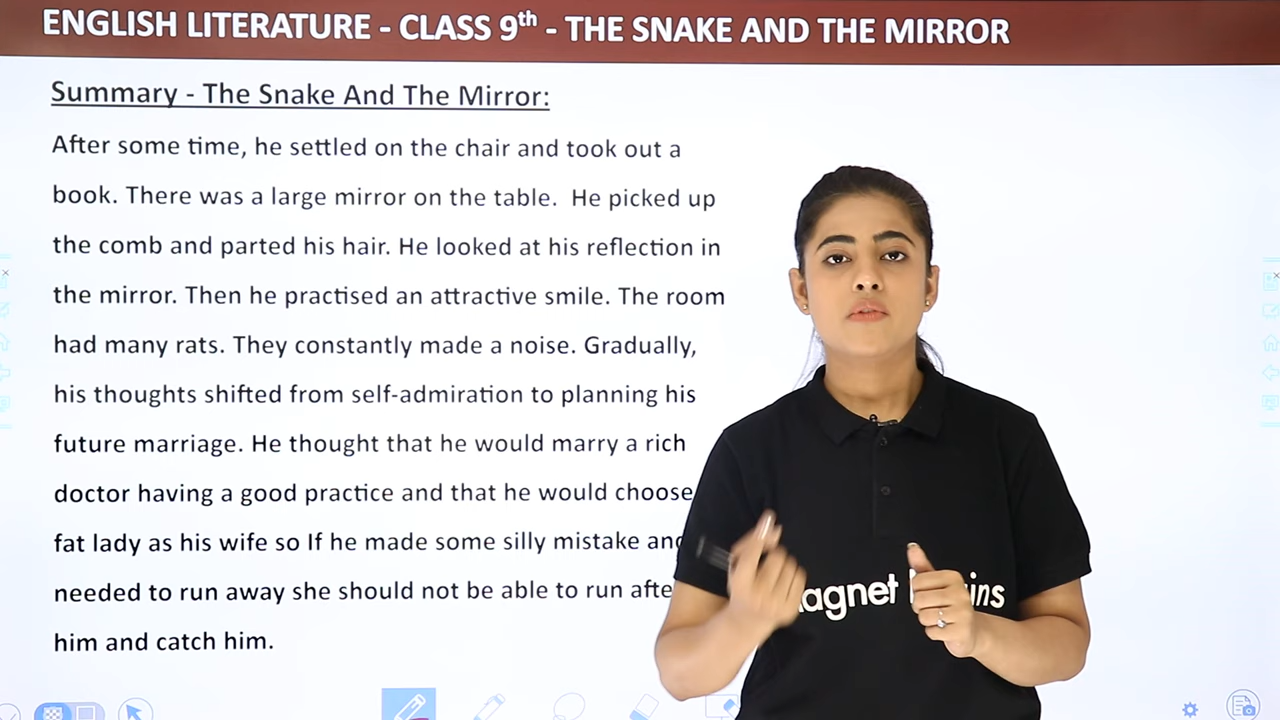 ENGLISH LITERATURE - CLASS 9th - THE SNAKE AND THE MIRROR
Summary - The Snake And The Mirror:
After some time, he settled on the chair and took out a
book. There was a large mirror on the table. He picked up
the comb and parted his hair. He looked at his reflection in
the mirror. Then he practised an attractive smile. The room
had many rats. They constantly made a noise. Gradually,
his thoughts shifted from self-admiration to planning his
future marriage. He thought that he would marry a rich
doctor having a good practice and that he would choose
fat lady as his wife so If he made some silly mistake and
needed to run away she should not be able to run afte
him and catch him.